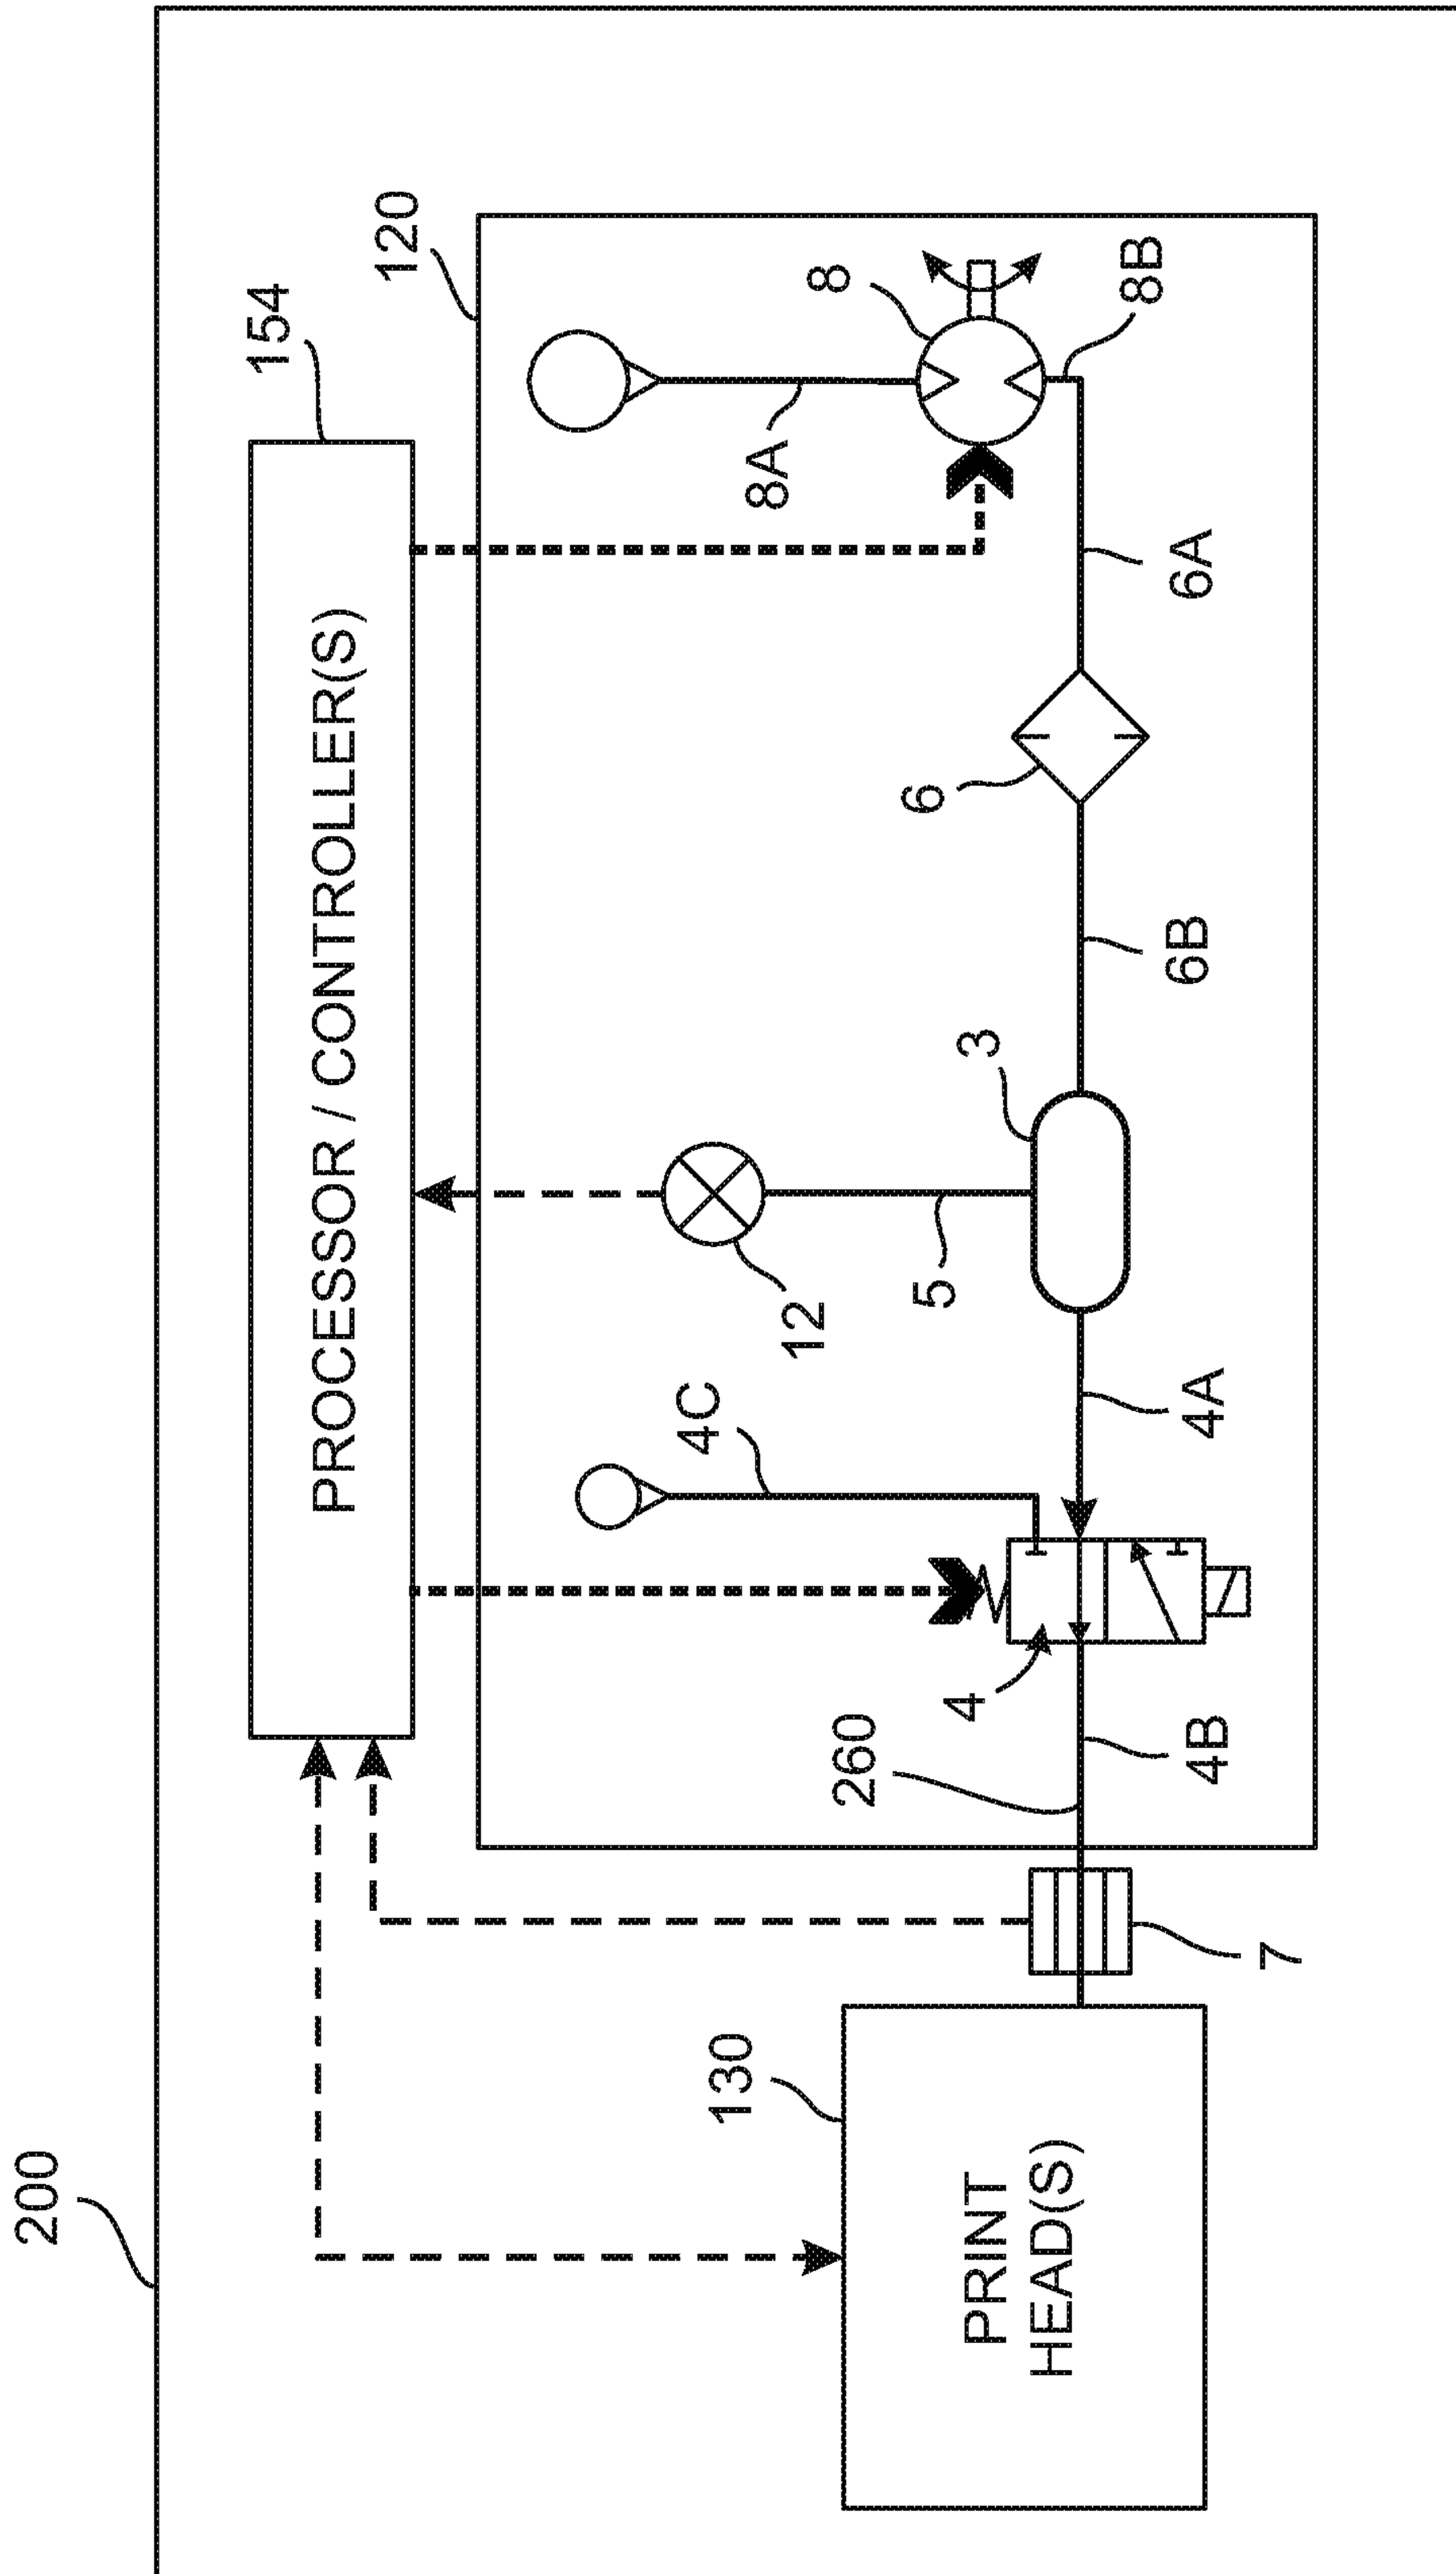 200
154
PROCESSOR / CONTROLLER(S)
120
130
PRINT
HEAD(S)
7
260
4B
4
4C
4A
12
5
3
6B
6
6A
8A
8
8B